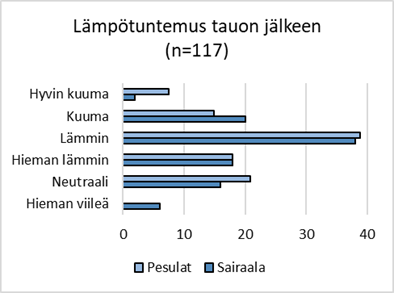 Lämpötuntemus tauon jälkeen
(n=117)
Hyvin kuuma
Kuuma
Lämmin
Hieman lämmin
Neutraali
Hieman viileä
0 10 20 30 40
Pesulat Sairaala